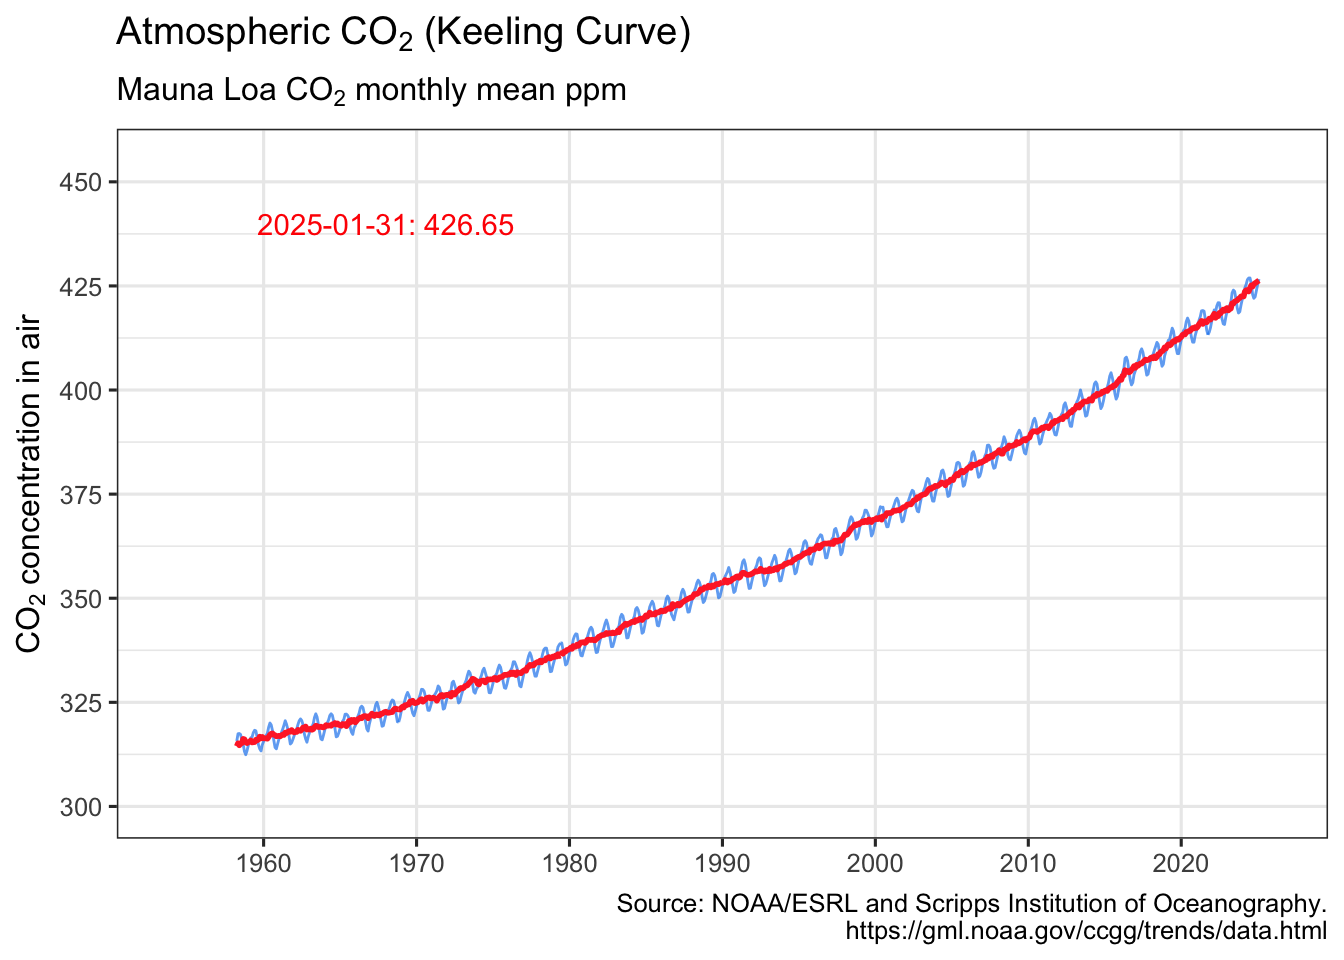 Atmospheric CO₂ (Keeling Curve)
Mauna Loa CO₂ monthly mean ppm
CO₂ concentration in air
450
425
400
375
350
325
300
2025-01-31: 426.65
1960 1970 1980 1990 2000 2010 2020
Source: NOAA/ESRL and Scripps Institution of Oceanography.
https://gml.noaa.gov/ccgg/trends/data.html